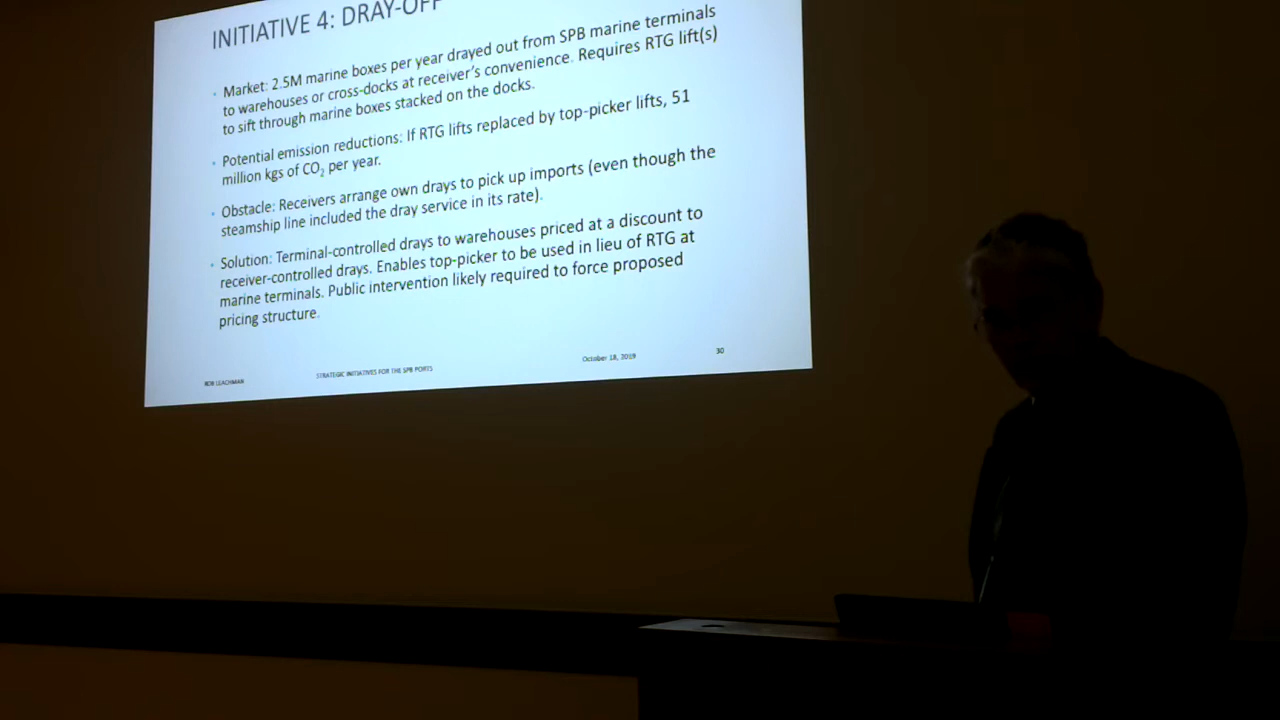 INITIATIVE 4: DRAY-OFF
• Market: 2.5M marine boxes per year drayed out from SPB marine terminals
to warehouses or cross-docks at receiver's convenience. Requires RTG lift(s)
to sift through marine boxes stacked on the docks.
• Potential emission reductions: If RTG lifts replaced by top-picker lifts, 51
million kgs of CO₂ per year.
• Obstacle: Receivers arrange own drays to pick up imports (even though the
steamship line included the dray service in its rate).
• Solution: Terminal-controlled drays to warehouses priced at a discount to
receiver-controlled drays. Enables top-picker to be used in lieu of RTG at
marine terminals. Public intervention likely required to force proposed
pricing structure.
ROB LEACHMAN STRATEGIC INITIATIVES FOR THE SPB PORTS October 18, 2019 30